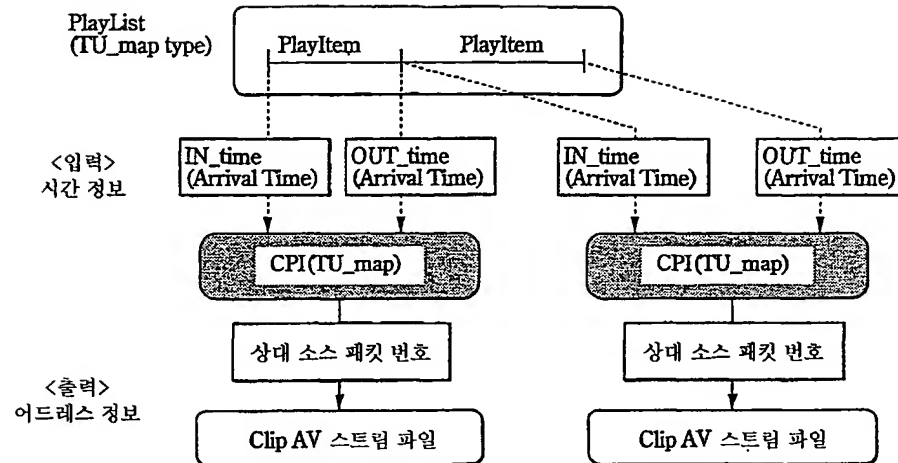 PlayList
(TU_map type)
PlayItem
PlayItem
<입력>
시간 정보
IN_time
(Arrival Time)
OUT_time
(Arrival Time)
IN_time
(Arrival Time)
OUT_time
(Arrival Time)
CPI(TU_map)
CPI(TU_map)
상대 소스 패킷 번호
상대 소스 패킷 번호
<출력>
어드레스 정보
Clip AV 스트림 파일
Clip AV 스트림 파일